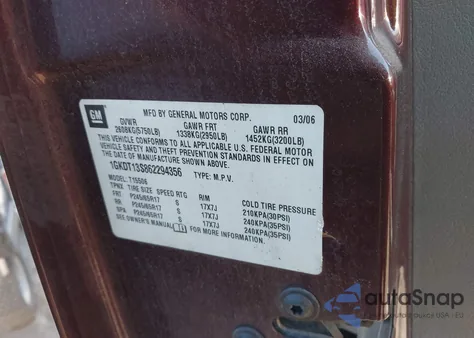 GM
MFD BY GENERAL MOTORS CORP. 03/06
GVWR GAWR FRT GAWR RR
2608KG(5750LB) 1338KG(2950LB) 1452KG(3200LB)
THIS VEHICLE CONFORMS TO ALL APPLICABLE U.S. FEDERAL MOTOR
VEHICLE SAFETY AND THEFT PREVENTION STANDARDS IN EFFECT ON
THE DATE OF MANUFACTURE SHOWN ABOVE.
1GKDT13S862294356 TYPE: M.P.V.
MODEL: T15506
TPNX TIRE SIZE SPEED RTG RIM COLD TIRE PRESSURE
FRT P245/65R17 S 17X7J 210KPA(30PSI)
RR P245/65R17 S 17X7J 240KPA(35PSI)
SPA P245/65R17 S 17X7J 240KPA(35PSI)
SEE OWNER'S MANUAL FOR MORE INFORMATION.
autoSnap
USA - EU